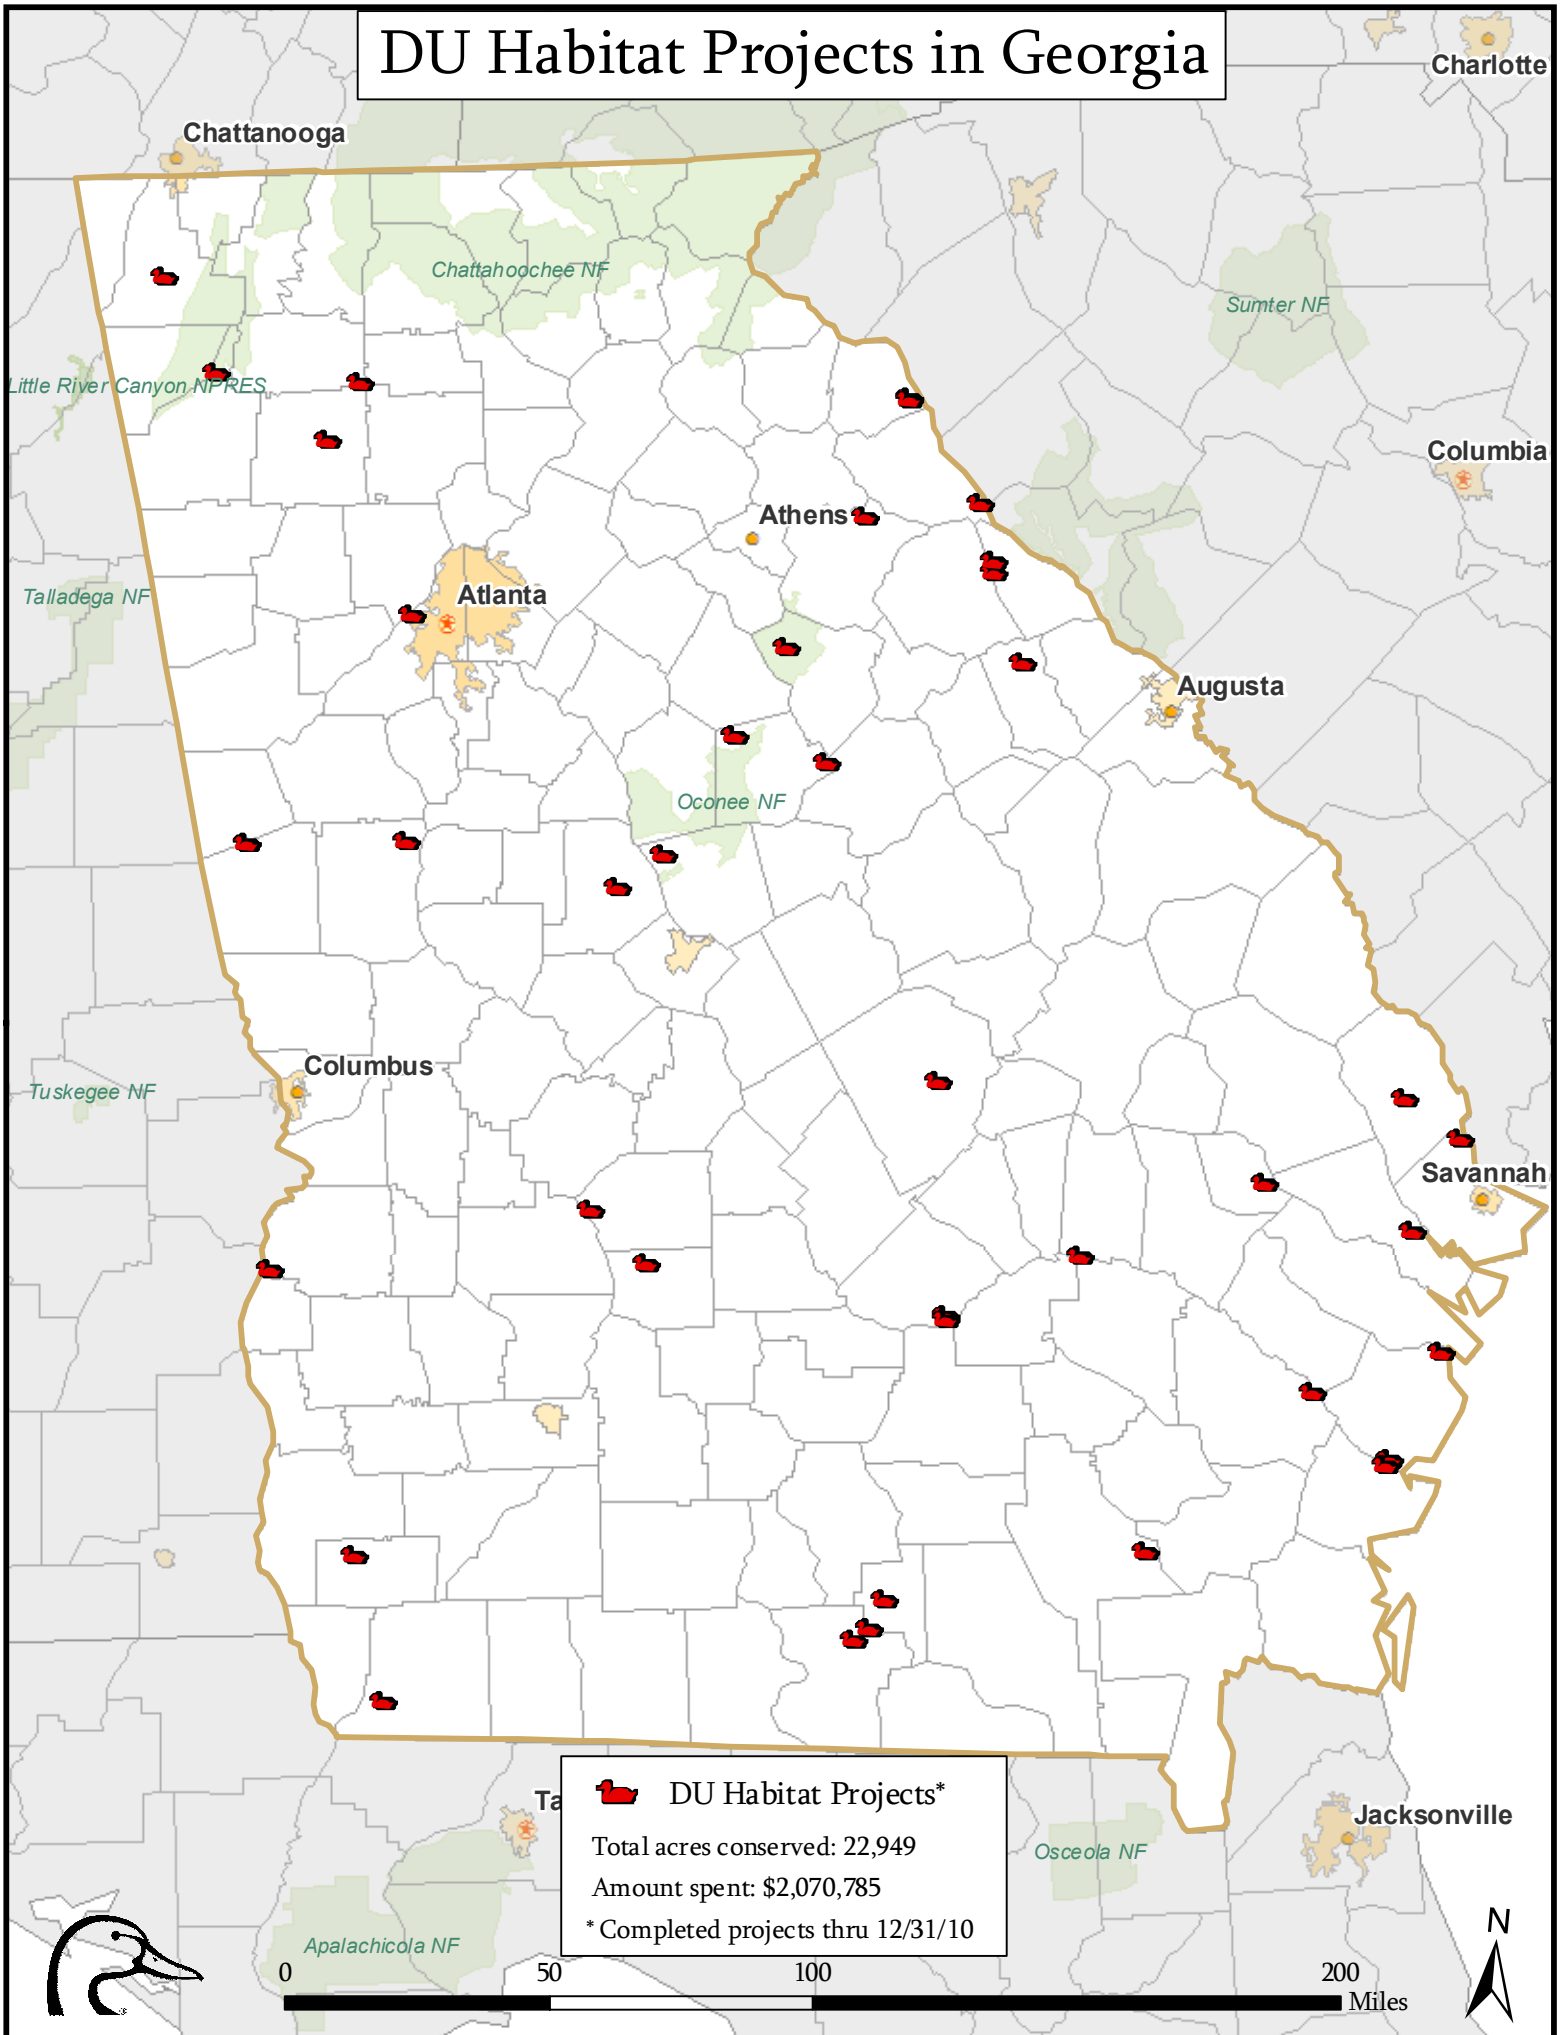 DU Habitat Projects in Georgia
Charlotte
Chattanooga
Chattahoochee NF
Sumter NF
Little River Canyon NPRES
Columbia
Athens
Talladega NF
Atlanta
Augusta
Oconee NF
Columbus
Tuskegee NF
Savannah
Ta
DU Habitat Projects*
Jacksonville
Total acres conserved: 22,949
Osceola NF
Amount spent: $2,070,785
*Completed projects thru 12/31/10
Apalachicola NF
N
0 50 100 200
Miles